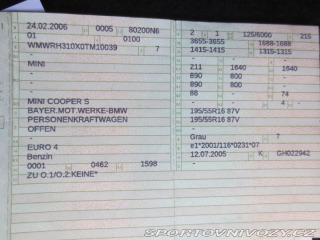 24.02.2006 0005 80200N6
01 0100
WMWRH310X0TM10039 7
-
MINI
-
-
-
MINI COOPER S
BAYER.MOT.WERKE-BMW
PERSONENKRAFTWAGEN
OFFEN
-
EURO 4
Benzin
0001 0462 1598
ZU O.1/O.2:KEINE*
2 1 125/6000 215
3655-3655 1688-1688
1415-1415 1315-1315
- -
211 1640 1640
890 800 -
890 800 -
88 - 74
- - 4 -
195/55R16 87V
195/55R16 87V
-
Grau 7
e1*2001/116*0231*07
12.07.2005 K GH022942
SPORTOVNIVOZY.CZ